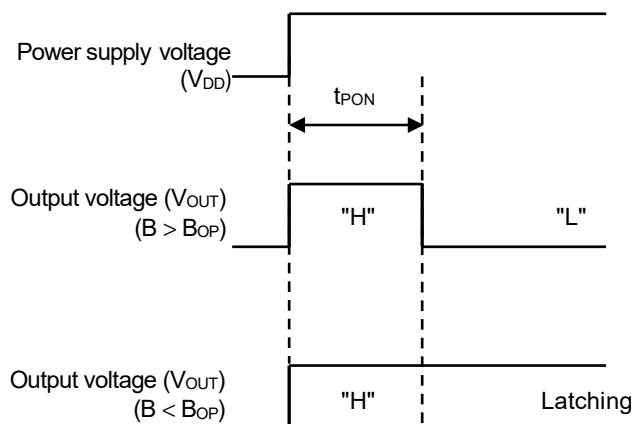 Power supply voltage
(VDD)
tPON
Output voltage (VOUT)
(B > BOP)
"H"
"L"
Output voltage (VOUT)
(B < BOP)
"H"
Latching